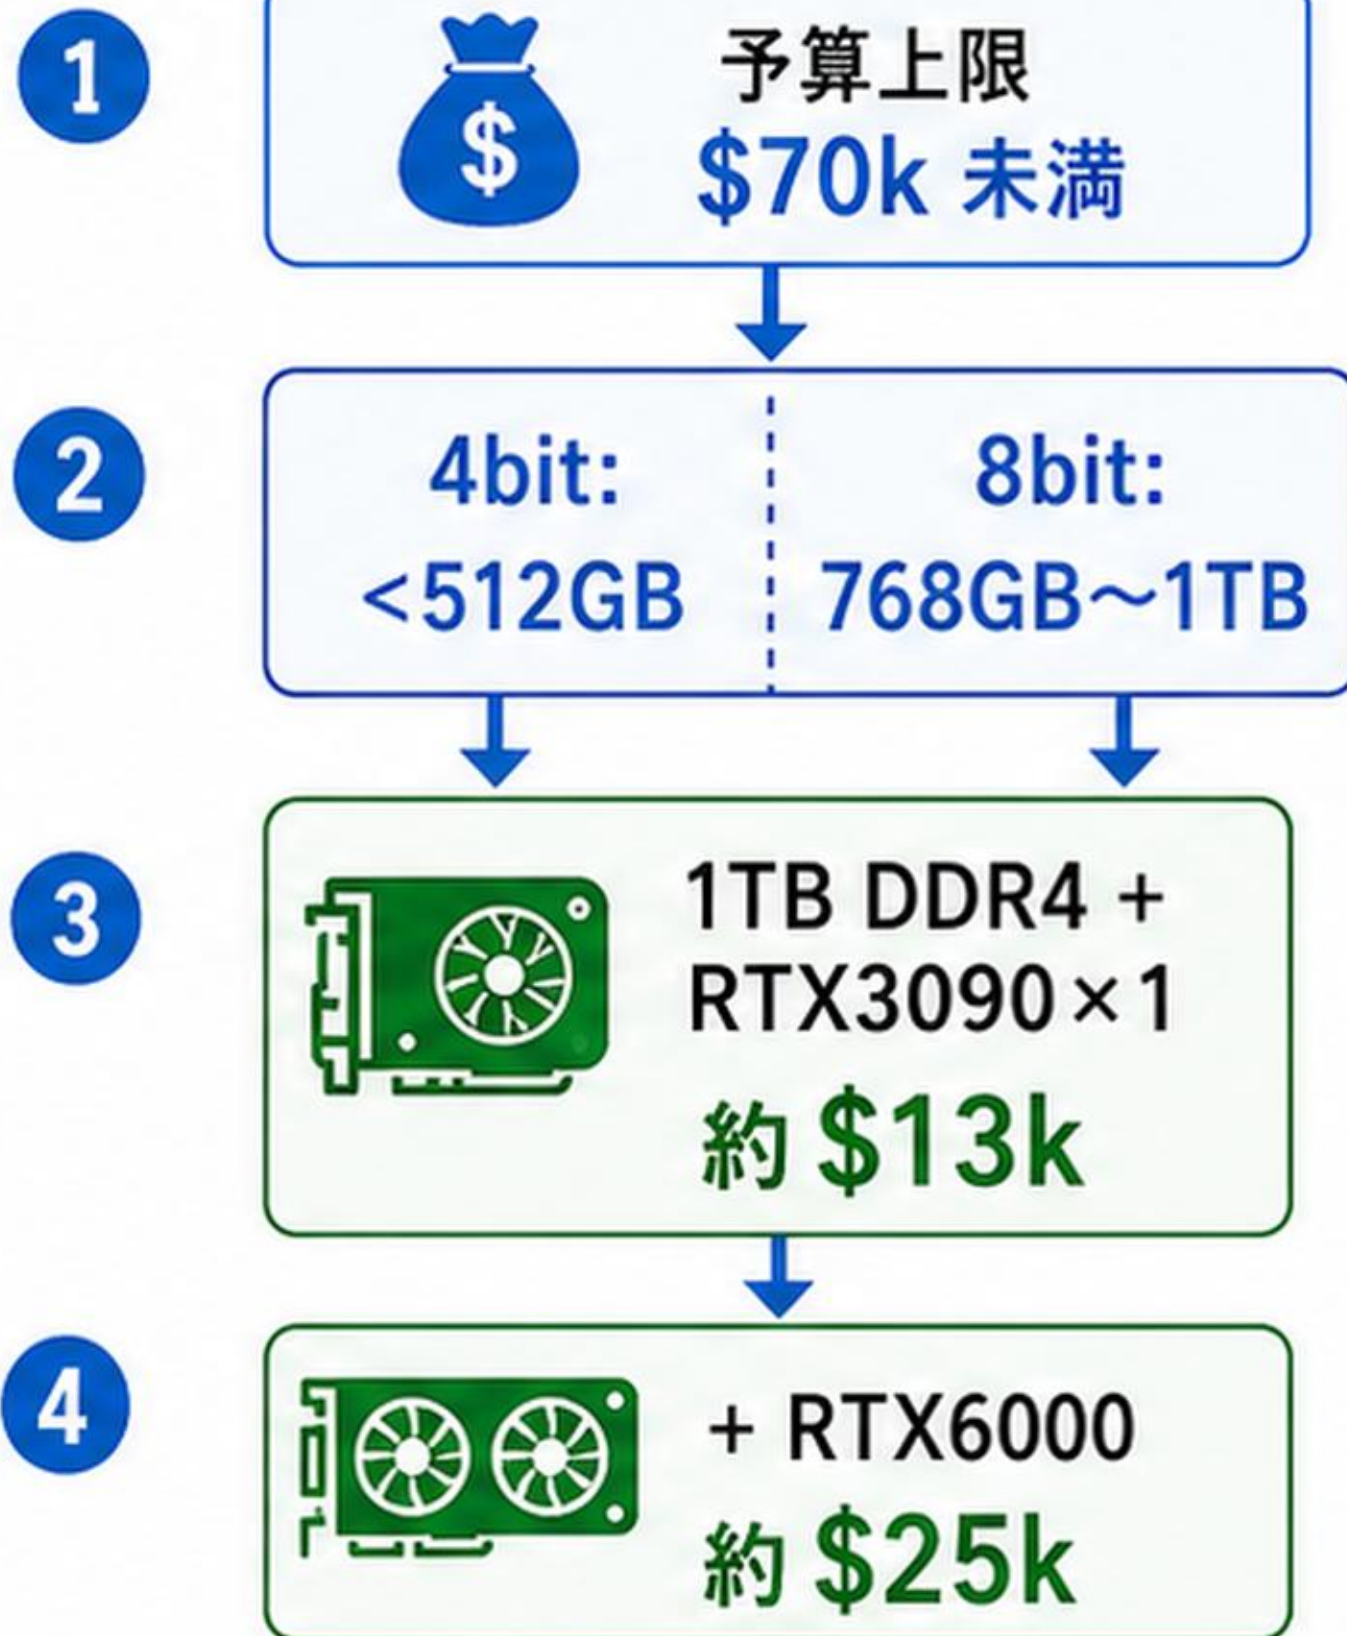 1
$
予算上限
$70k 未満
2
4bit:
<512GB
8bit:
768GB～1TB
3
1TB DDR4 +
RTX3090×1
約 $13k
4
+ RTX6000
約 $25k